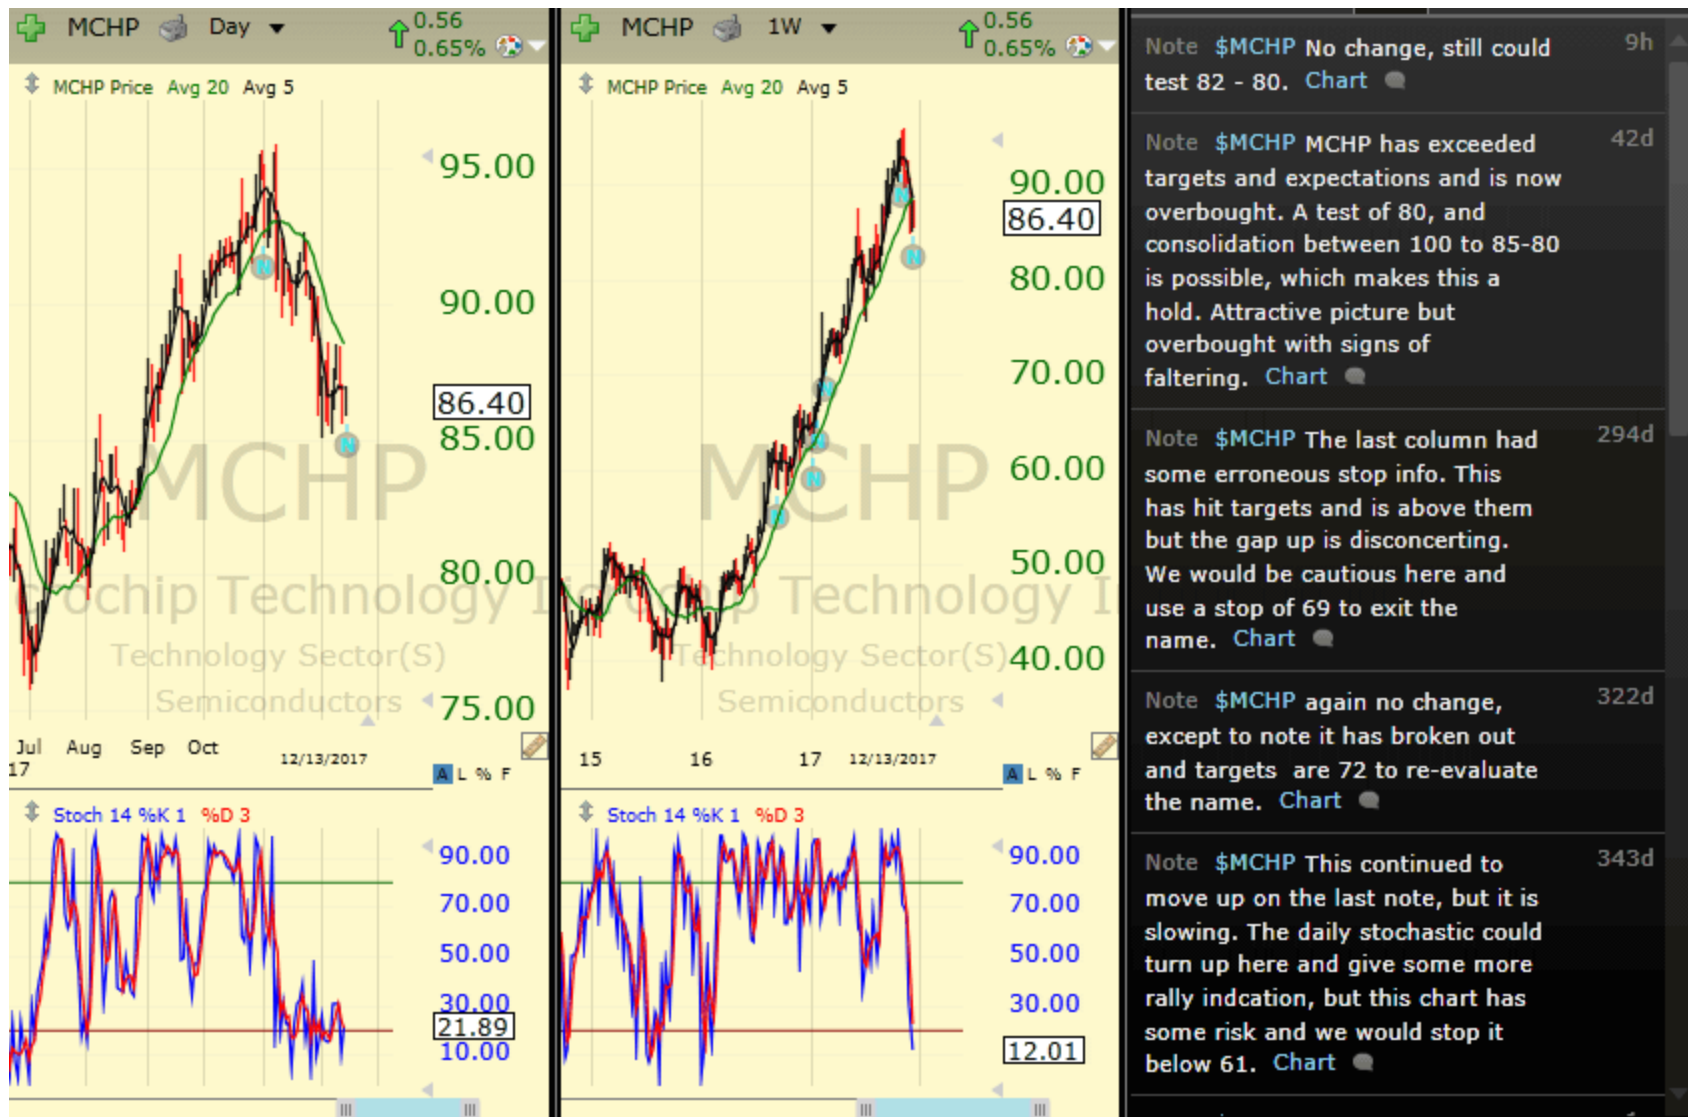 MCHP Day 0.56
0.65%
MCHP Price Avg 20 Avg 5
95.00
90.00
86.40
85.00
80.00
75.00
N
N
MCHP
ochip Technology I
Technology Sector(S)
Semiconductors
Jul Aug Sep Oct 12/13/2017
17
A L % F
Stoch 14 %K 1 %D 3
90.00
70.00
50.00
30.00
21.89
10.00
MCHP 1W 0.56
0.65%
MCHP Price Avg 20 Avg 5
90.00
86.40
80.00
70.00
60.00
50.00
40.00
N
N
N
N
N
N
MCHP
Technology I
Technology Sector(S)
Semiconductors
15 16 17 12/13/2017
A L % F
Stoch 14 %K 1 %D 3
90.00
70.00
50.00
30.00
12.01
Note $MCHP No change, still could 9h
test 82 - 80. Chart
Note $MCHP MCHP has exceeded 42d
targets and expectations and is now
overbought. A test of 80, and
consolidation between 100 to 85-80
is possible, which makes this a
hold. Attractive picture but
overbought with signs of
faltering. Chart
Note $MCHP The last column had 294d
some erroneous stop info. This
has hit targets and is above them
but the gap up is disconcerting.
We would be cautious here and
use a stop of 69 to exit the
name. Chart
Note $MCHP again no change, 322d
except to note it has broken out
and targets are 72 to re-evaluate
the name. Chart
Note $MCHP This continued to 343d
move up on the last note, but it is
slowing. The daily stochastic could
turn up here and give some more
rally indcation, but this chart has
some risk and we would stop it
below 61. Chart